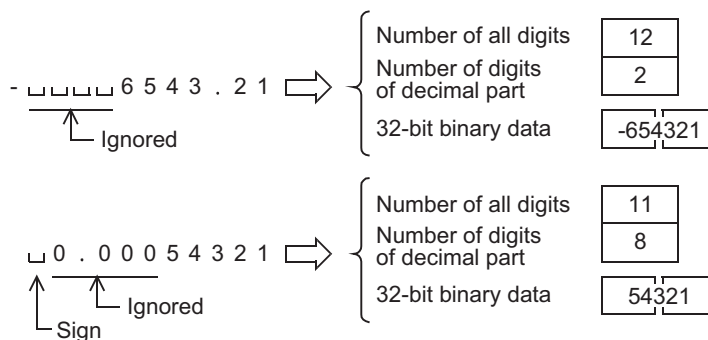 Number of all digits 12
- ␣␣␣␣6543.21 Number of digits of decimal part 2
Ignored
32-bit binary data -654321
Number of all digits 11
␣0.00054321 Number of digits of decimal part 8
Ignored
32-bit binary data 54321
Sign